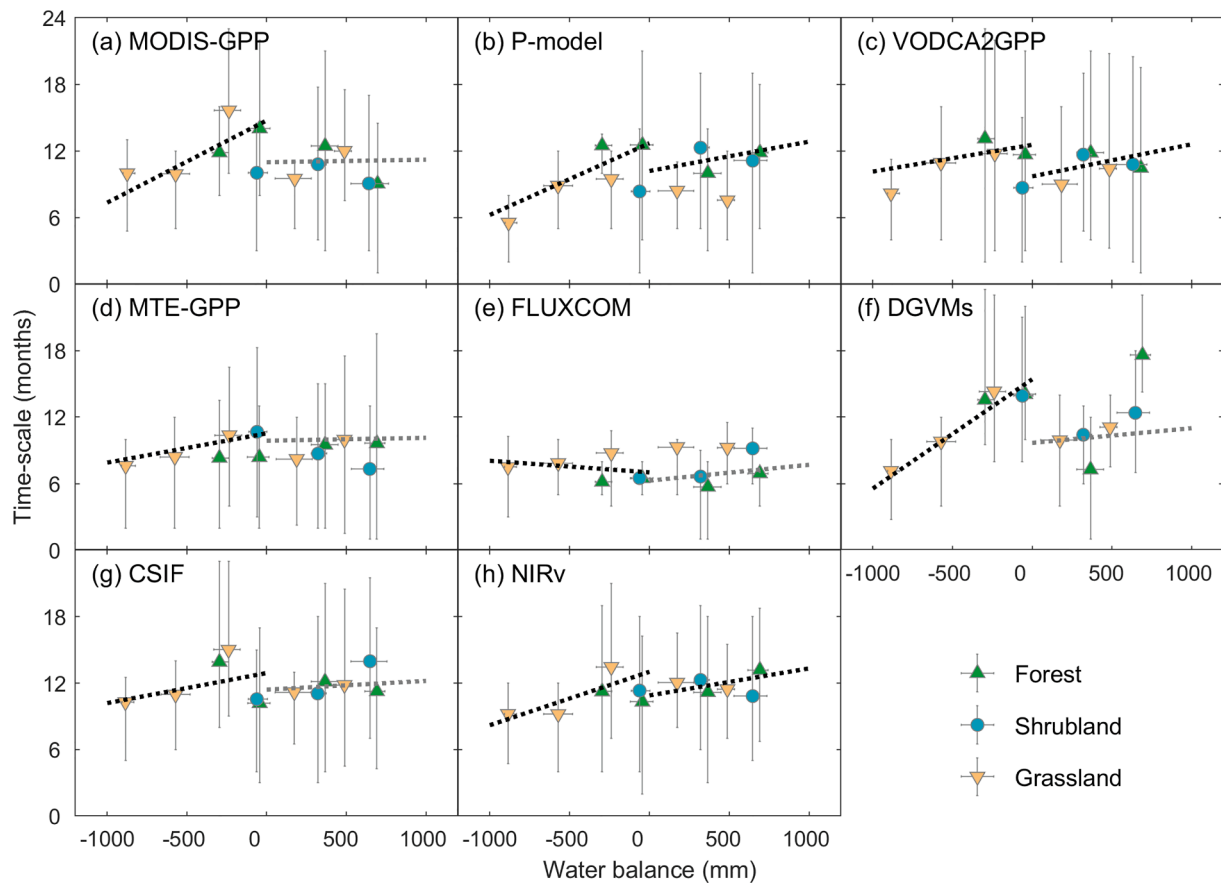 24
(a) MODIS-GPP
(b) P-model
(c) VODCA2GPP
18
12
6
0
(d) MTE-GPP
(e) FLUXCOM
(f) DGVMs
18
12
6
0
Time-scale (months)
(g) CSIF
(h) NIRv
-1000 -500 0 500 1000
18
12
6
0
Forest
Shrubland
Grassland
-1000 -500 0 500 1000
-1000 -500 0 500 1000
Water balance (mm)